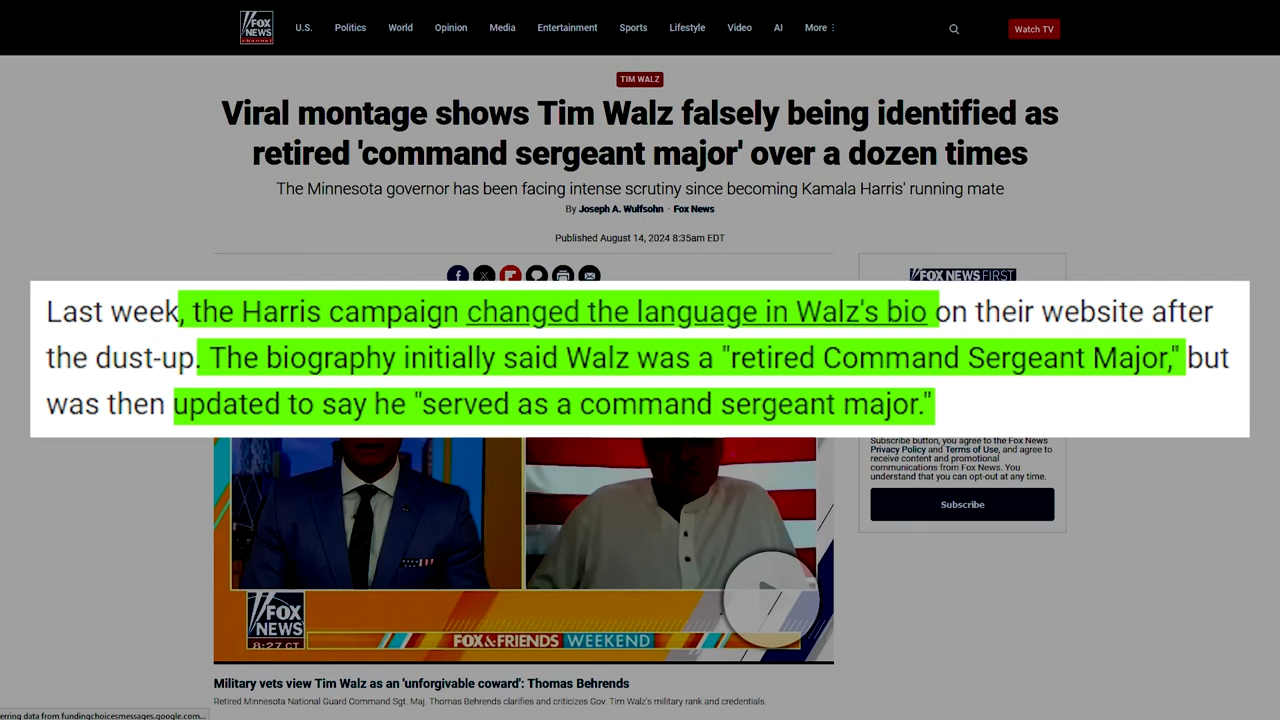 FOX
NEWS
channel
U.S. Politics World Opinion Media Entertainment Sports Lifestyle Video AI More Watch TV
TIM WALZ
Viral montage shows Tim Walz falsely being identified as
retired 'command sergeant major' over a dozen times
The Minnesota governor has been facing intense scrutiny since becoming Kamala Harris' running mate
By Joseph A. Wulfsohn · Fox News
Published August 14, 2024 8:35am EDT
FOX NEWS FIRST
Last week, the Harris campaign changed the language in Walz's bio on their website after
the dust-up. The biography initially said Walz was a "retired Command Sergeant Major," but
was then updated to say he "served as a command sergeant major."
Subscribe button, you agree to the Fox News
Privacy Policy and Terms of Use, and agree to
receive content and promotional
communications from Fox News. You
understand that you can opt-out at any time.
Subscribe
FOX
NEWS
8:27 CT
FOX&FRIENDS WEEKEND
Military vets view Tim Walz as an 'unforgivable coward': Thomas Behrends
Retired Minnesota National Guard Command Sgt. Maj. Thomas Behrends clarifies and criticizes Gov. Tim Walz's military rank and credentials.
erring data from fundingchoicesmessages.google.com...